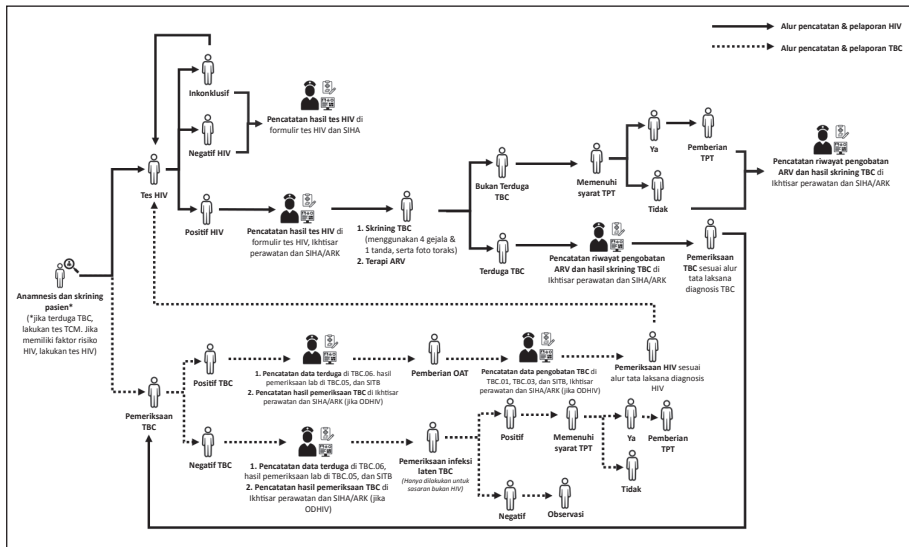 Alur pencatatan & pelaporan HIV
Alur pencatatan & pelaporan TBC
Inkonklusif
Negatif HIV
Pencatatan hasil tes HIV di
formulir tes HIV dan SIHA
Tes HIV
Positif HIV
Pencatatan hasil tes HIV di
formulir tes HIV, Ikhtisar
perawatan dan SIHA/ARK
1. Skrining TBC
(menggunakan 4 gejala &
1 tanda, serta foto toraks)
2. Terapi ARV
Bukan Terduga
TBC
Memenuhi
syarat TPT
Ya
Pemberian
TPT
Tidak
Pencatatan riwayat pengobatan
ARV dan hasil skrining TBC di
Ikhtisar perawatan dan SIHA/ARK
Terduga TBC
Pencatatan riwayat pengobatan
ARV dan hasil skrining TBC di
Ikhtisar perawatan dan SIHA/ARK
Pemeriksaan
TBC sesuai alur
tata laksana
diagnosis TBC
Anamnesis dan skrining
pasien*
(*jika terduga TBC,
lakukan tes TCM. Jika
memiliki faktor risiko
HIV, lakukan tes HIV)
Pemeriksaan
TBC
Positif TBC
1. Pencatatan data terduga di TBC.06. hasil
pemeriksaan lab di TBC.05, dan SITB
2. Pencatatan hasil pemeriksaan TBC di Ikhtisar
perawatan dan SIHA/ARK (jika ODHIV)
Pemberian OAT
Pencatatan data pengobatan TBC di
TBC.01, TBC.03, dan SITB, Ikhtisar
perawatan dan SIHA/ARK (jika ODHIV)
Pemeriksaan HIV sesuai
alur tata laksana diagnosis
HIV
Negatif TBC
1. Pencatatan data terduga di TBC.06,
hasil pemeriksaan lab di TBC.05, dan SITB
2. Pencatatan hasil pemeriksaan TBC di
Ikhtisar perawatan dan SIHA/ARK (jika
ODHIV)
Pemeriksaan infeksi
laten TBC
(Hanya dilakukan untuk
sasaran bukan HIV)
Positif
Memenuhi
syarat TPT
Ya
Pemberian
TPT
Tidak
Negatif
Observasi